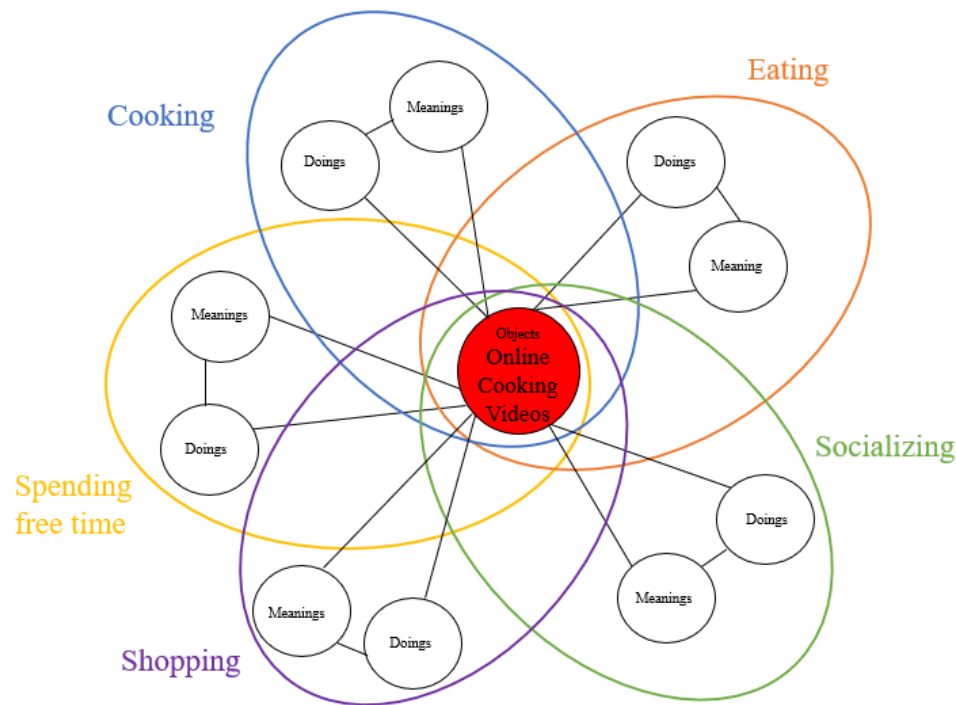 Cooking
Meanings
Doings
Eating
Doings
Meaning
Meanings
Doings
Spending
free time
Objects
Online
Cooking
Videos
Socializing
Doings
Meanings
Meanings
Doings
Shopping